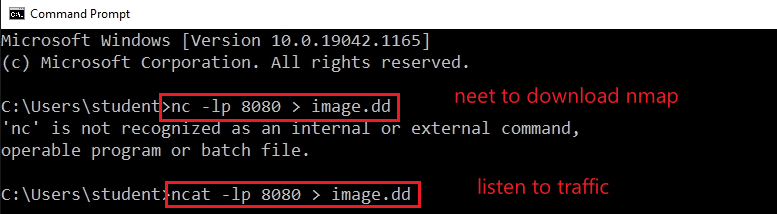 Command Prompt
Microsoft Windows [Version 10.0.19042.1165]
(c) Microsoft Corporation. All rights reserved.
C:\Users\student>nc -lp 8080 > image.dd
neet to download nmap
'nc' is not recognized as an internal or external command,
operable program or batch file.
C:\Users\student>ncat -lp 8080 > image.dd
listen to traffic